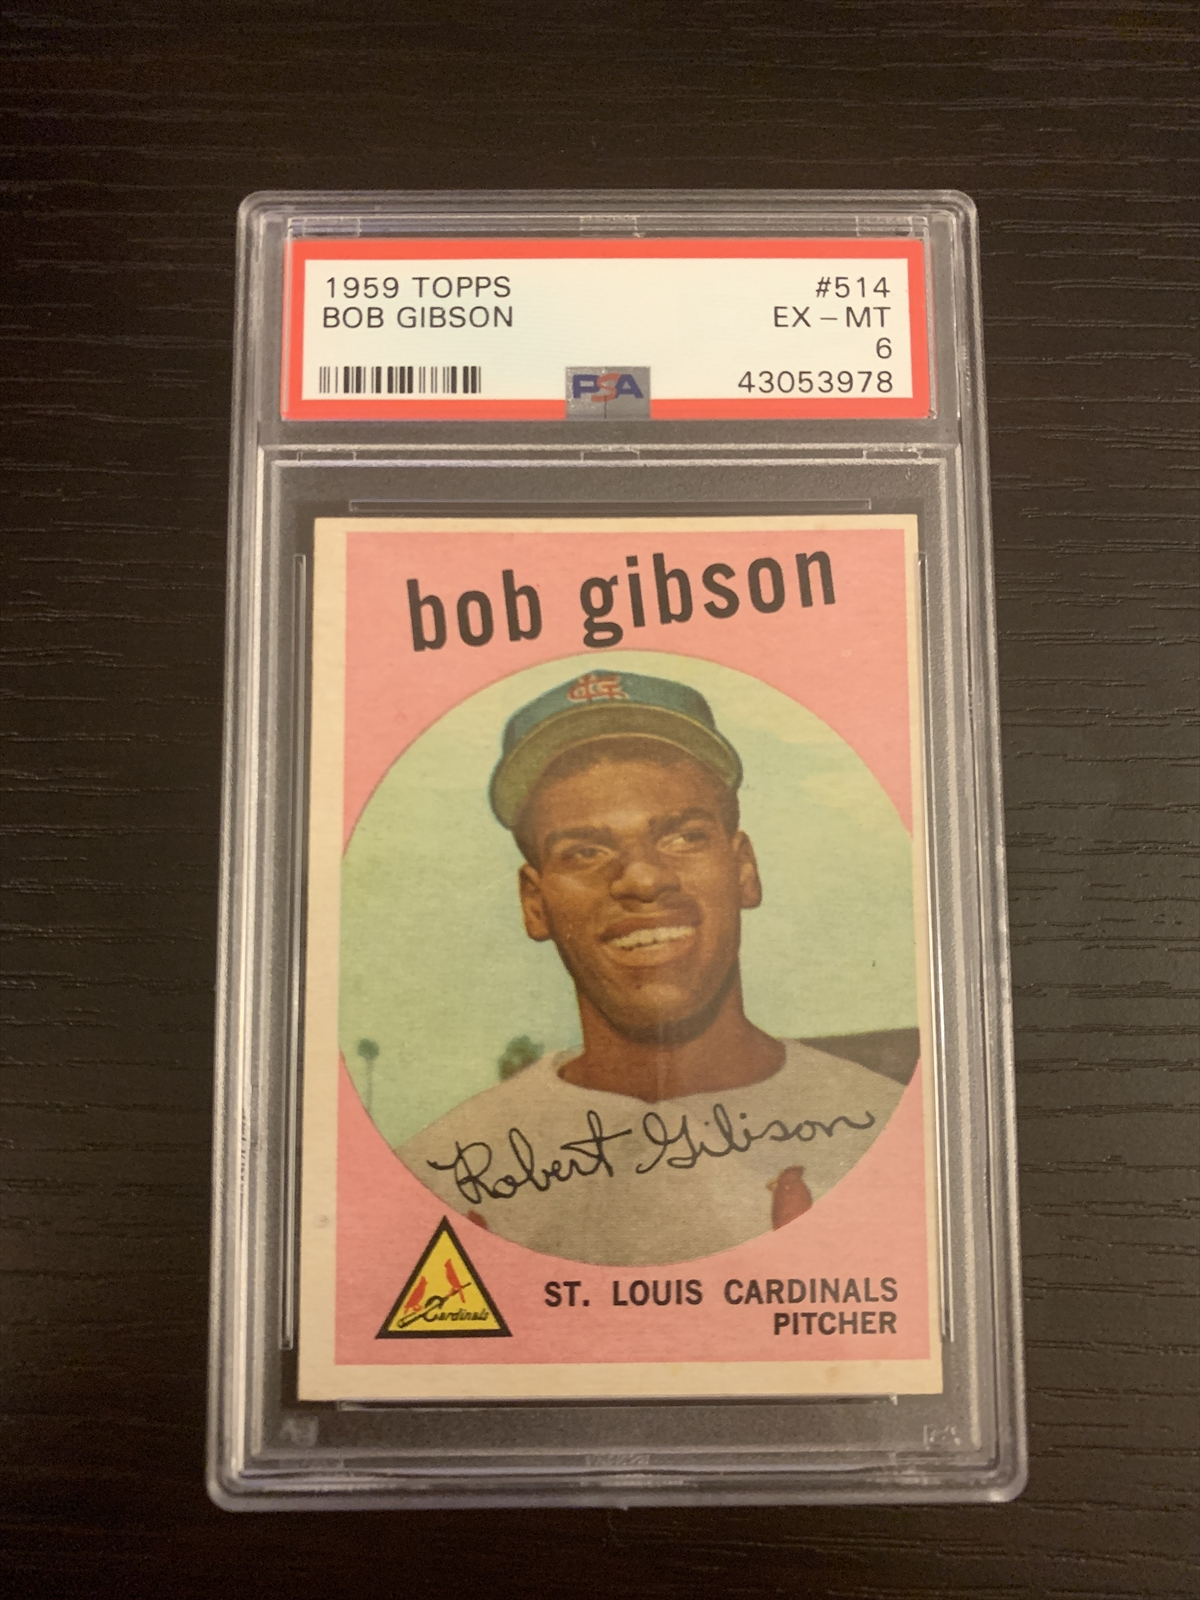 1959 TOPPS #514
BOB GIBSON EX - MT
6
PSA 43053978
bob gibson
Robert Gibson
Cardinals
ST. LOUIS CARDINALS
PITCHER